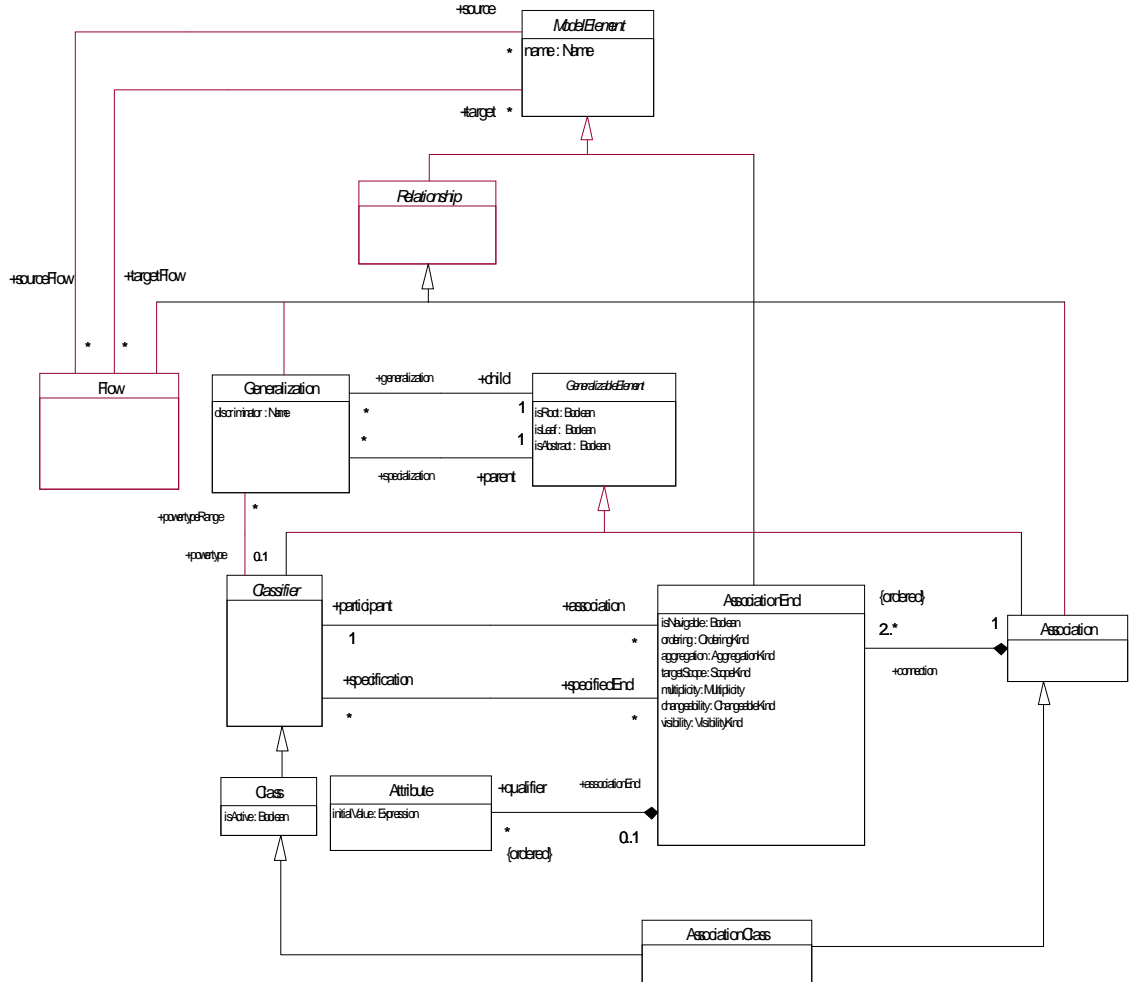 +source
ModelElement
name : Name
*
+target *
Relationship
+sourceFlow
+targetFlow
* *
Flow
Generalization
discriminator : Name
+generalization
+child
*
1
GeneralizableElement
isRoot : Boolean
isLeaf : Boolean
isAbstract : Boolean
*
1
+specialization
+parent
+powertypeRange
*
+powertype
0..1
Classifier
+participant
+association
1
*
+specification
+specifiedEnd
*
*
AssociationEnd
isNavigable : Boolean
ordering : OrderingKind
aggregation : AggregationKind
targetScope : ScopeKind
multiplicity : Multiplicity
changeability : ChangeableKind
visibility : VisibilityKind
{ordered}
2..*
1
+connection
Association
Class
isActive : Boolean
Attribute
initialValue : Expression
+qualifier
+associationEnd
*
0..1
{ordered}
AssociationClass